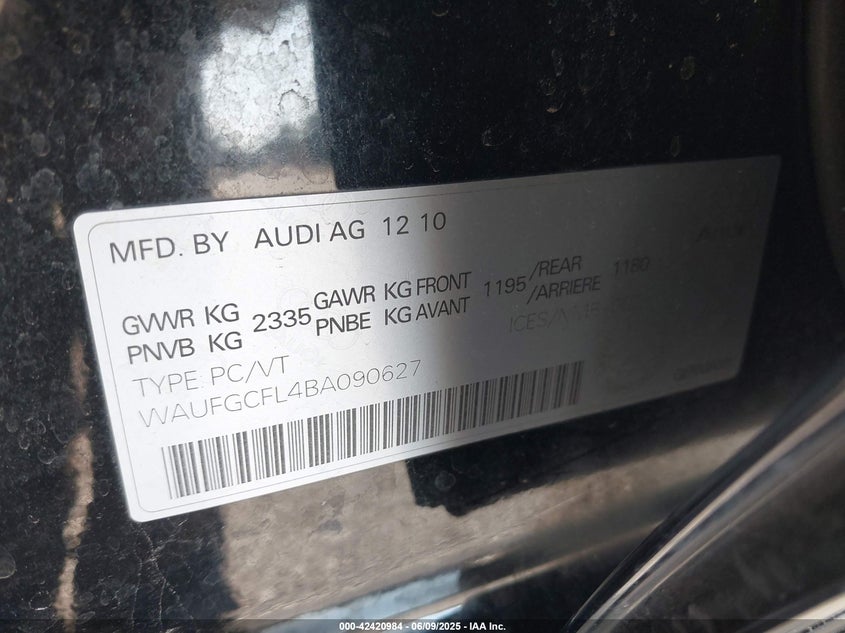 MFD. BY AUDI AG 12 10
GVWR KG 2335 GAWR KG FRONT 1195 /REAR 1180
PNVB KG PNBE KG AVANT /ARRIERE
TYPE: PC/VT
WAUFGCFL4BA090627
000-42420984 - 06/09/2025 - IAA Inc.